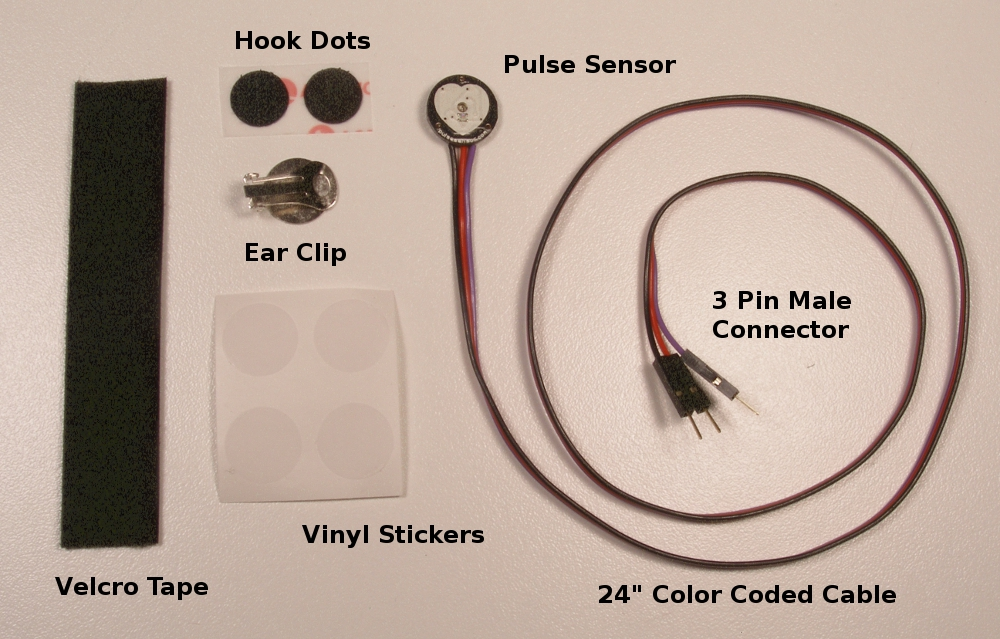 Hook Dots
Pulse Sensor
Ear Clip
3 Pin Male
Connector
Vinyl Stickers
Velcro Tape
24" Color Coded Cable